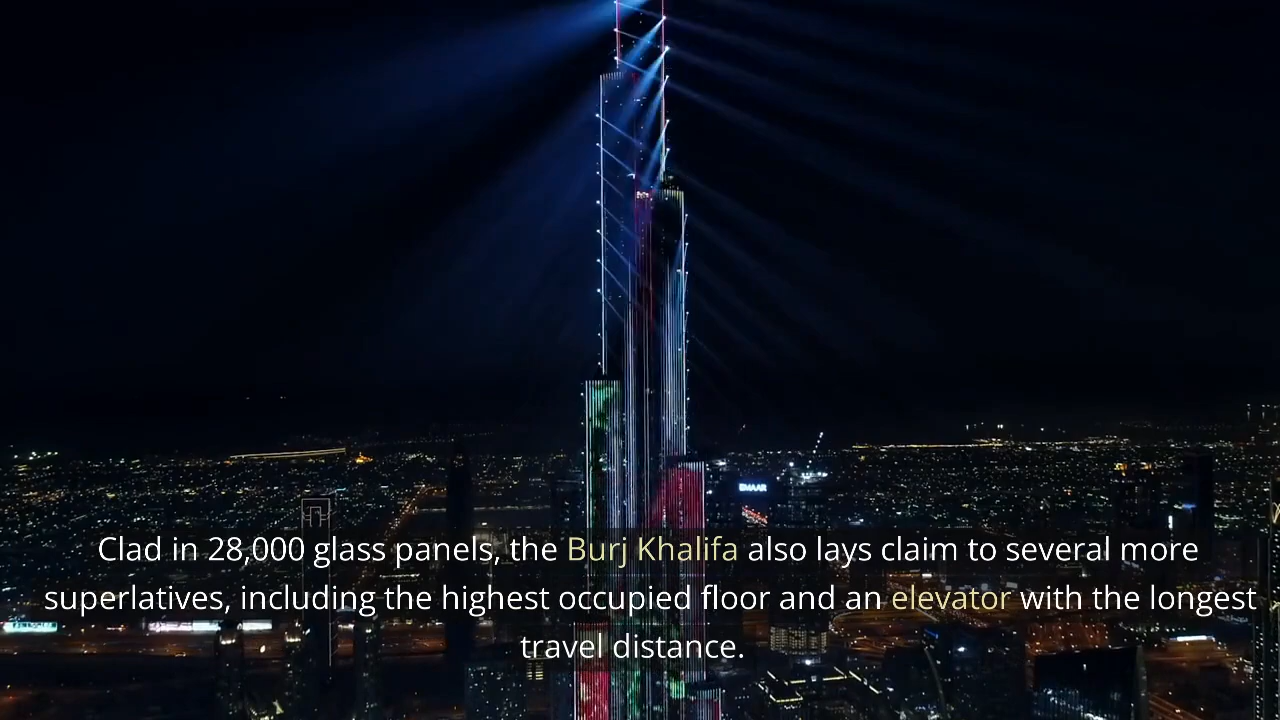 EMAAR
Clad in 28,000 glass panels, the Burj Khalifa also lays claim to several more
superlatives, including the highest occupied floor and an elevator with the longest
travel distance.